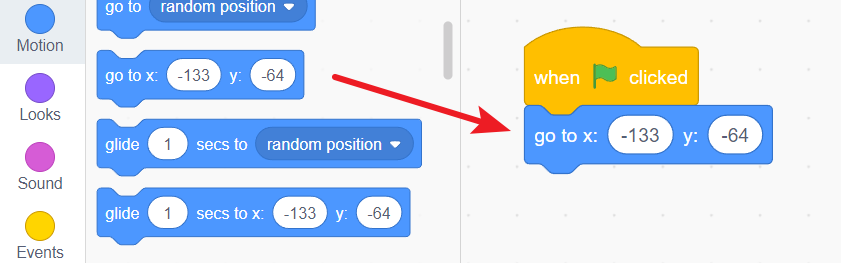 Motion
Looks
Sound
Events
go to random position
go to x: -133 y: -64
glide 1 secs to random position
glide 1 secs to x: -133 y: -64
when clicked
go to x: -133 y: -64